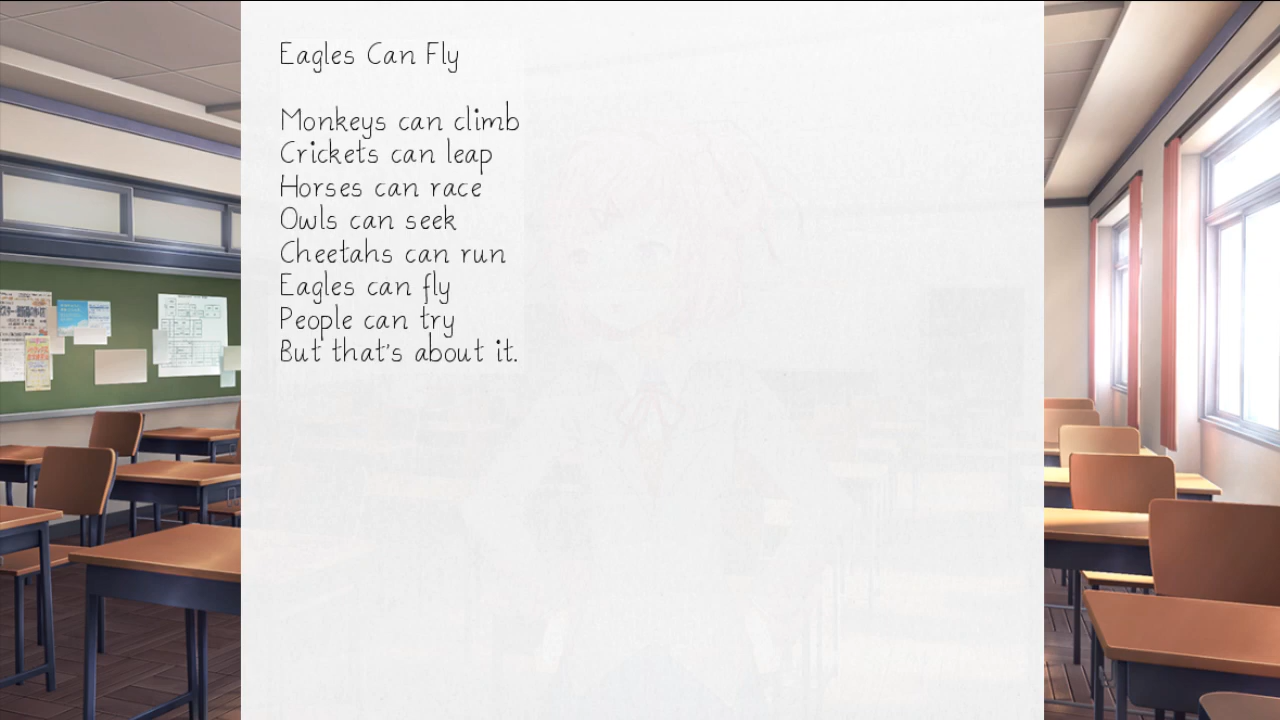 Eagles Can Fly
Monkeys can climb
Crickets can leap
Horses can race
Owls can seek
Cheetahs can run
Eagles can fly
People can try
But that's about it.